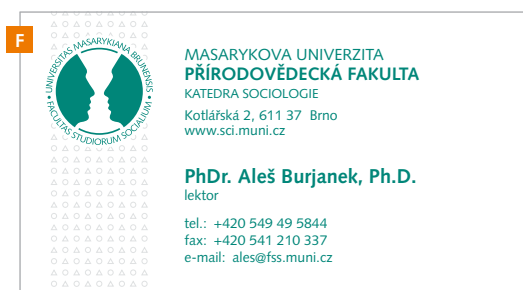 F
UNIVERSITAS MASARYKIANA BRUNENSIS
• FACULTAS STUDIORUM SOCIALIUM •
MASARYKOVA UNIVERZITA
PŘÍRODOVĚDECKÁ FAKULTA
KATEDRA SOCIOLOGIE
Kotlářská 2, 611 37 Brno
www.sci.muni.cz
PhDr. Aleš Burjanek, Ph.D.
lektor
tel.: +420 549 49 5844
fax: +420 541 210 337
e-mail: ales@fss.muni.cz